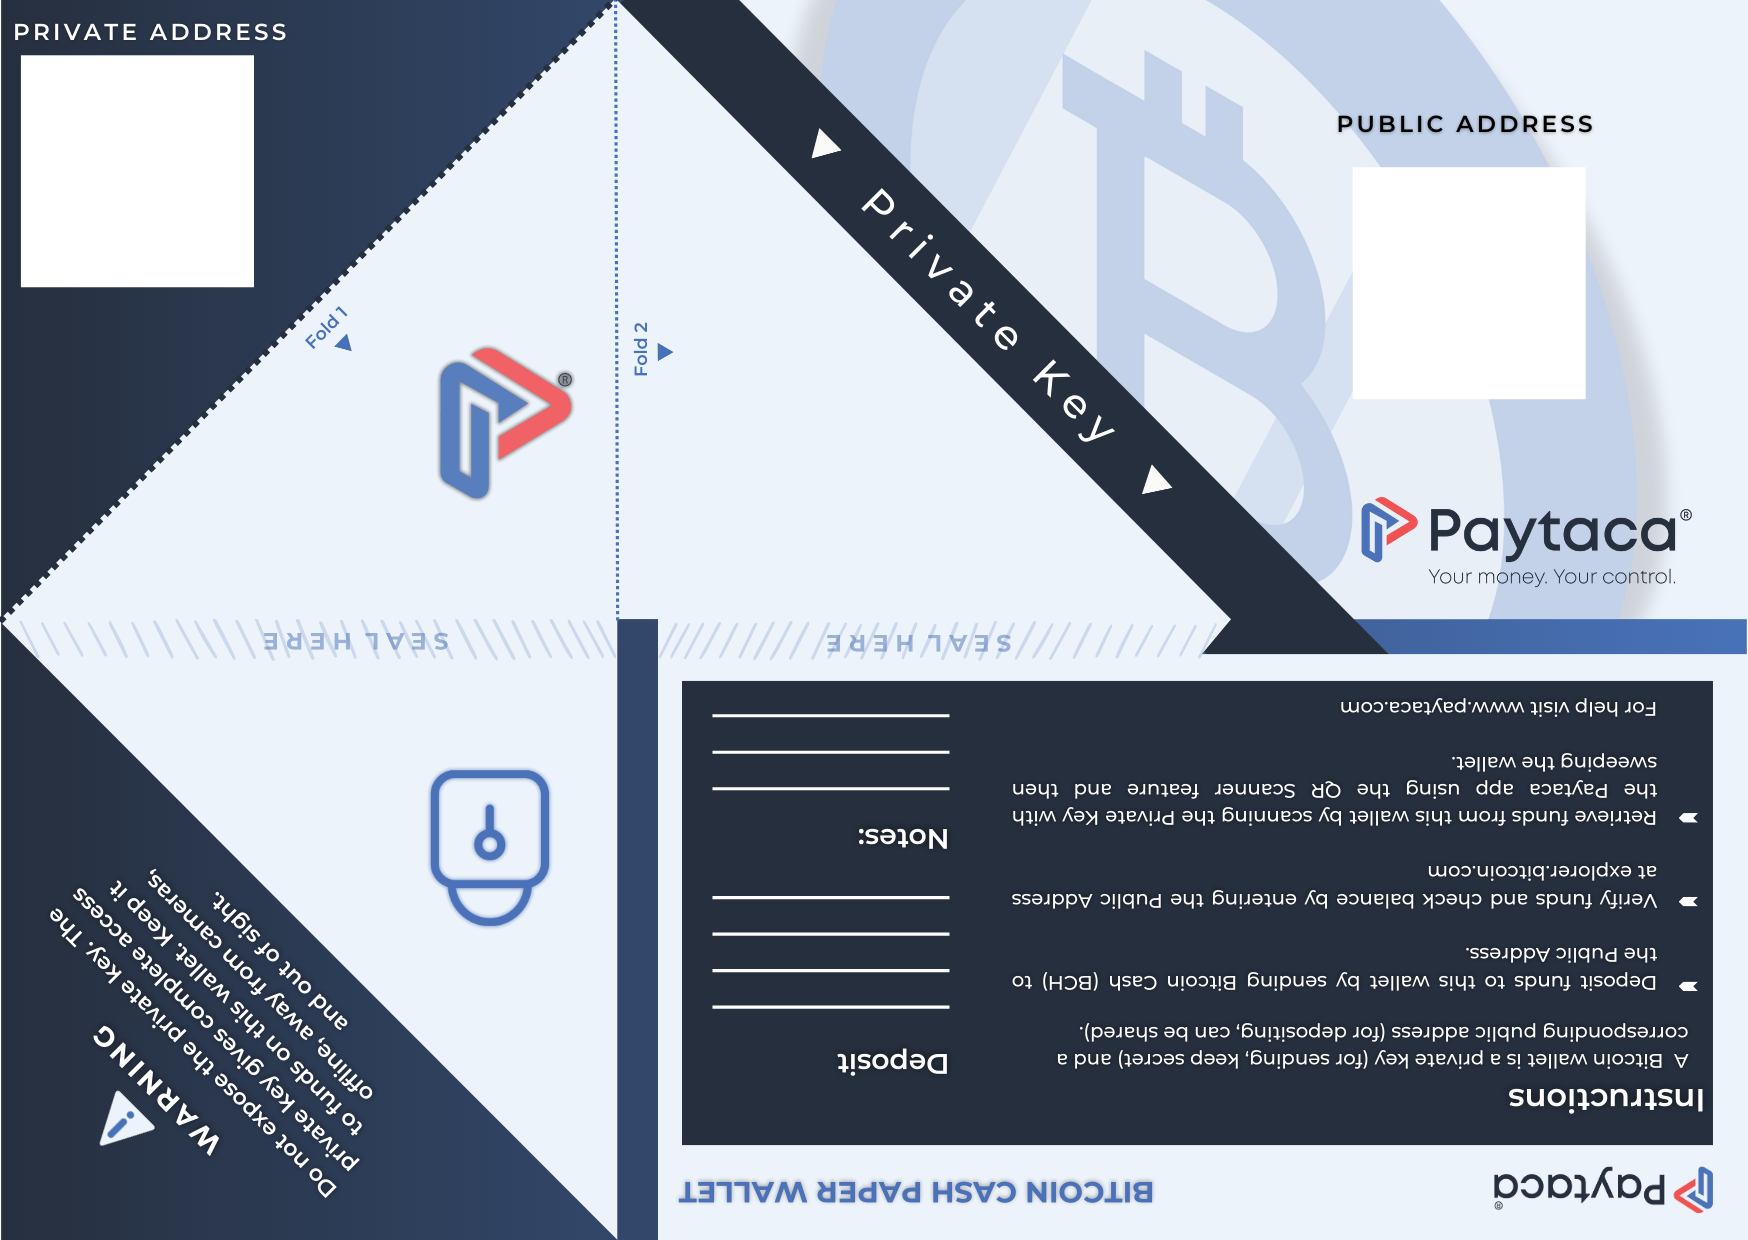 PRIVATE ADDRESS
Fold 1
Fold 2
®
Private Key
PUBLIC ADDRESS
Paytaca®
Your money. Your control.
SEAL HERE
SEAL HERE
WARNING
Do not expose the private key. The
private key gives complete access
to funds on this wallet. Keep it
offline, away from cameras,
and out of sight.
Paytaca®
BITCOIN CASH PAPER WALLET
Instructions
A Bitcoin wallet is a private key (for sending, keep secret) and a
corresponding public address (for depositing, can be shared).
Deposit funds to this wallet by sending Bitcoin Cash (BCH) to
the Public Address.
Verify funds and check balance by entering the Public Address
at explorer.bitcoin.com
Retrieve funds from this wallet by scanning the Private Key with
the Paytaca app using the QR Scanner feature and then
sweeping the wallet.
For help visit www.paytaca.com
Deposit
Notes: